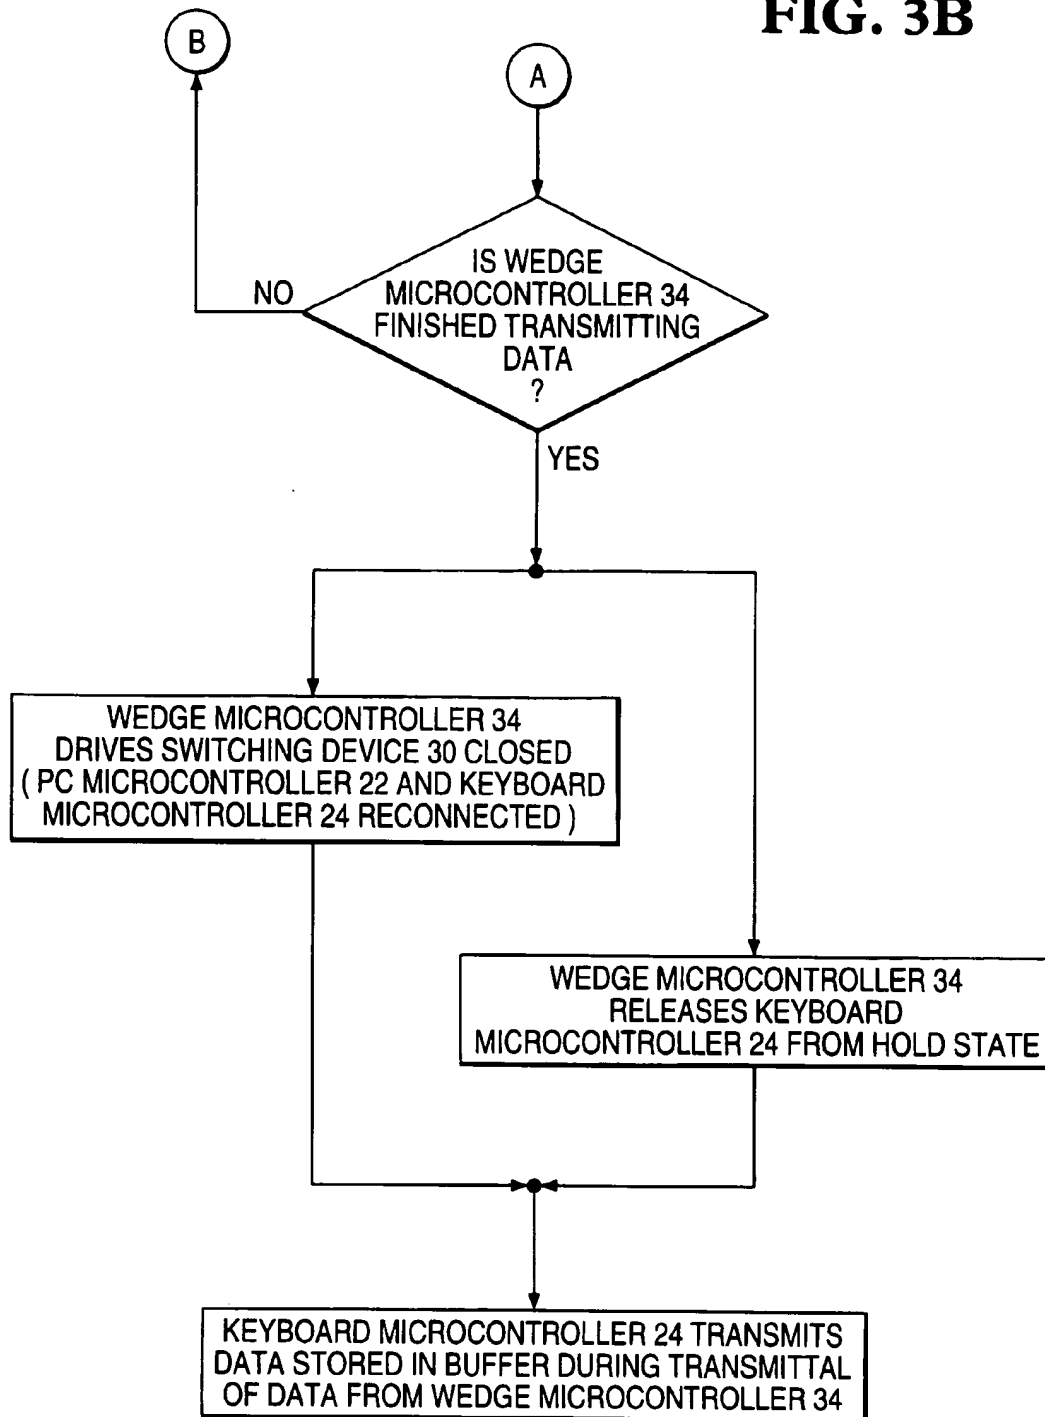 FIG. 3B
B
A
IS WEDGE
MICROCONTROLLER 34
FINISHED TRANSMITTING
DATA
?
NO
YES
WEDGE MICROCONTROLLER 34
DRIVES SWITCHING DEVICE 30 CLOSED
( PC MICROCONTROLLER 22 AND KEYBOARD
MICROCONTROLLER 24 RECONNECTED )
WEDGE MICROCONTROLLER 34
RELEASES KEYBOARD
MICROCONTROLLER 24 FROM HOLD STATE
KEYBOARD MICROCONTROLLER 24 TRANSMITS
DATA STORED IN BUFFER DURING TRANSMITTAL
OF DATA FROM WEDGE MICROCONTROLLER 34